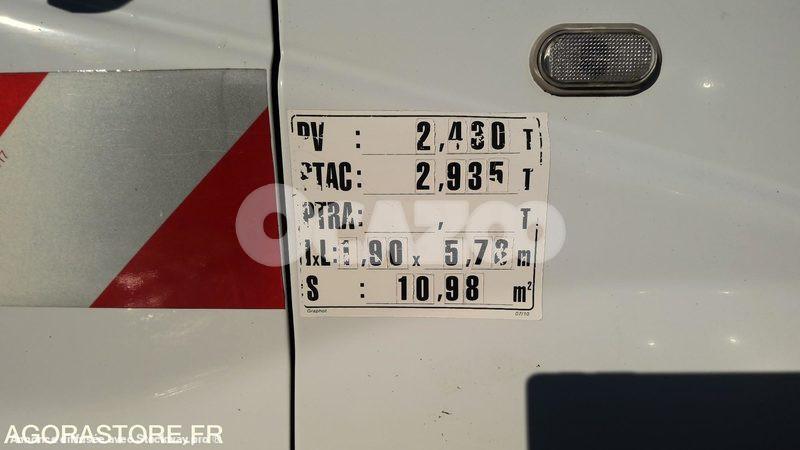 PV : 2,430 T
PTAC: 2,935 T
PTRA: , T
lxL: 1,90 x 5,78 m
S : 10,98 m²
Graphot 07/10
AGORASTORE.FR